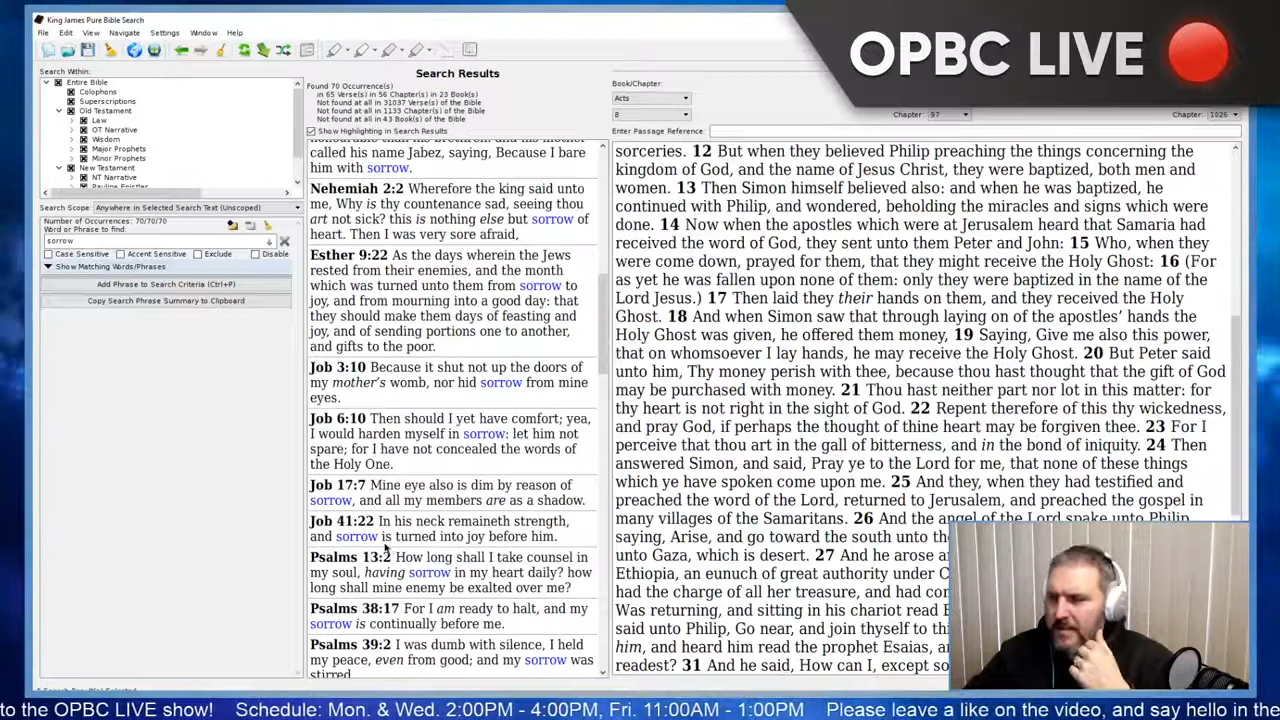 King James Pure Bible Search
OPBC LIVE
File Edit View Navigate Settings Window Help
Search Within:
Entire Bible
Colophons
Superscriptions
Old Testament
Law
OT Narrative
Wisdom
Major Prophets
Minor Prophets
New Testament
NT Narrative
Pauline Epistles
Search Scope: Anywhere in Selected Search Text (Unscoped)
Number of Occurrences: 70/70/70
Word or Phrase to find:
sorrow
Case Sensitive Accent Sensitive Exclude Disable
Show Matching Words/Phrases
Add Phrase to Search Criteria (Ctrl+P)
Copy Search Phrase Summary to Clipboard
Search Results
Found 70 Occurrence(s)
in 65 Verse(s) in 56 Chapter(s) in 23 Book(s)
Not found at all in 31037 Verse(s) of the Bible
Not found at all in 1133 Chapter(s) of the Bible
Not found at all in 43 Book(s) of the Bible
Show Highlighting in Search Results
called his name Jabez, saying, Because I bare
him with sorrow.
Nehemiah 2:2 Wherefore the king said unto
me, Why is thy countenance sad, seeing thou
art not sick? this is nothing else but sorrow of
heart. Then I was very sore afraid,
Esther 9:22 As the days wherein the Jews
rested from their enemies, and the month
which was turned unto them from sorrow to
joy, and from mourning into a good day: that
they should make them days of feasting and
joy, and of sending portions one to another,
and gifts to the poor.
Job 3:10 Because it shut not up the doors of
my mother's womb, nor hid sorrow from mine
eyes.
Job 6:10 Then should I yet have comfort; yea,
I would harden myself in sorrow: let him not
spare; for I have not concealed the words of
the Holy One.
Job 17:7 Mine eye also is dim by reason of
sorrow, and all my members are as a shadow.
Job 41:22 In his neck remaineth strength,
and sorrow is turned into joy before him.
Psalms 13:2 How long shall I take counsel in
my soul, having sorrow in my heart daily? how
long shall mine enemy be exalted over me?
Psalms 38:17 For I am ready to halt, and my
sorrow is continually before me.
Psalms 39:2 I was dumb with silence, I held
my peace, even from good; and my sorrow was
stirred.
Book/Chapter:
Acts
8 Chapter: 97 Chapter: 1026
Enter Passage Reference:
sorceries. 12 But when they believed Philip preaching the things concerning the
kingdom of God, and the name of Jesus Christ, they were baptized, both men and
women. 13 Then Simon himself believed also: and when he was baptized, he
continued with Philip, and wondered, beholding the miracles and signs which were
done. 14 Now when the apostles which were at Jerusalem heard that Samaria had
received the word of God, they sent unto them Peter and John: 15 Who, when they
were come down, prayed for them, that they might receive the Holy Ghost: 16 (For
as yet he was fallen upon none of them: only they were baptized in the name of the
Lord Jesus.) 17 Then laid they their hands on them, and they received the Holy
Ghost. 18 And when Simon saw that through laying on of the apostles' hands the
Holy Ghost was given, he offered them money, 19 Saying, Give me also this power,
that on whomsoever I lay hands, he may receive the Holy Ghost. 20 But Peter said
unto him, Thy money perish with thee, because thou hast thought that the gift of God
may be purchased with money. 21 Thou hast neither part nor lot in this matter: for
thy heart is not right in the sight of God. 22 Repent therefore of this thy wickedness,
and pray God, if perhaps the thought of thine heart may be forgiven thee. 23 For I
perceive that thou art in the gall of bitterness, and in the bond of iniquity. 24 Then
answered Simon, and said, Pray ye to the Lord for me, that none of these things
which ye have spoken come upon me. 25 And they, when they had testified and
preached the word of the Lord, returned to Jerusalem, and preached the gospel in
many villages of the Samaritans. 26 And the angel of the Lord spake unto Philip
saying, Arise, and go toward the south unto the
unto Gaza, which is desert. 27 And he arose an
Ethiopia, an eunuch of great authority under C
had the charge of all her treasure, and had co
Was returning, and sitting in his chariot read E
said unto Philip, Go near, and join thyself to thi
him, and heard him read the prophet Esaias, an
readest? 31 And he said, How can I, except so
to the OPBC LIVE show! Schedule: Mon. & Wed. 2:00PM - 4:00PM, Fri. 11:00AM - 1:00PM Please leave a like on the video, and say hello in the